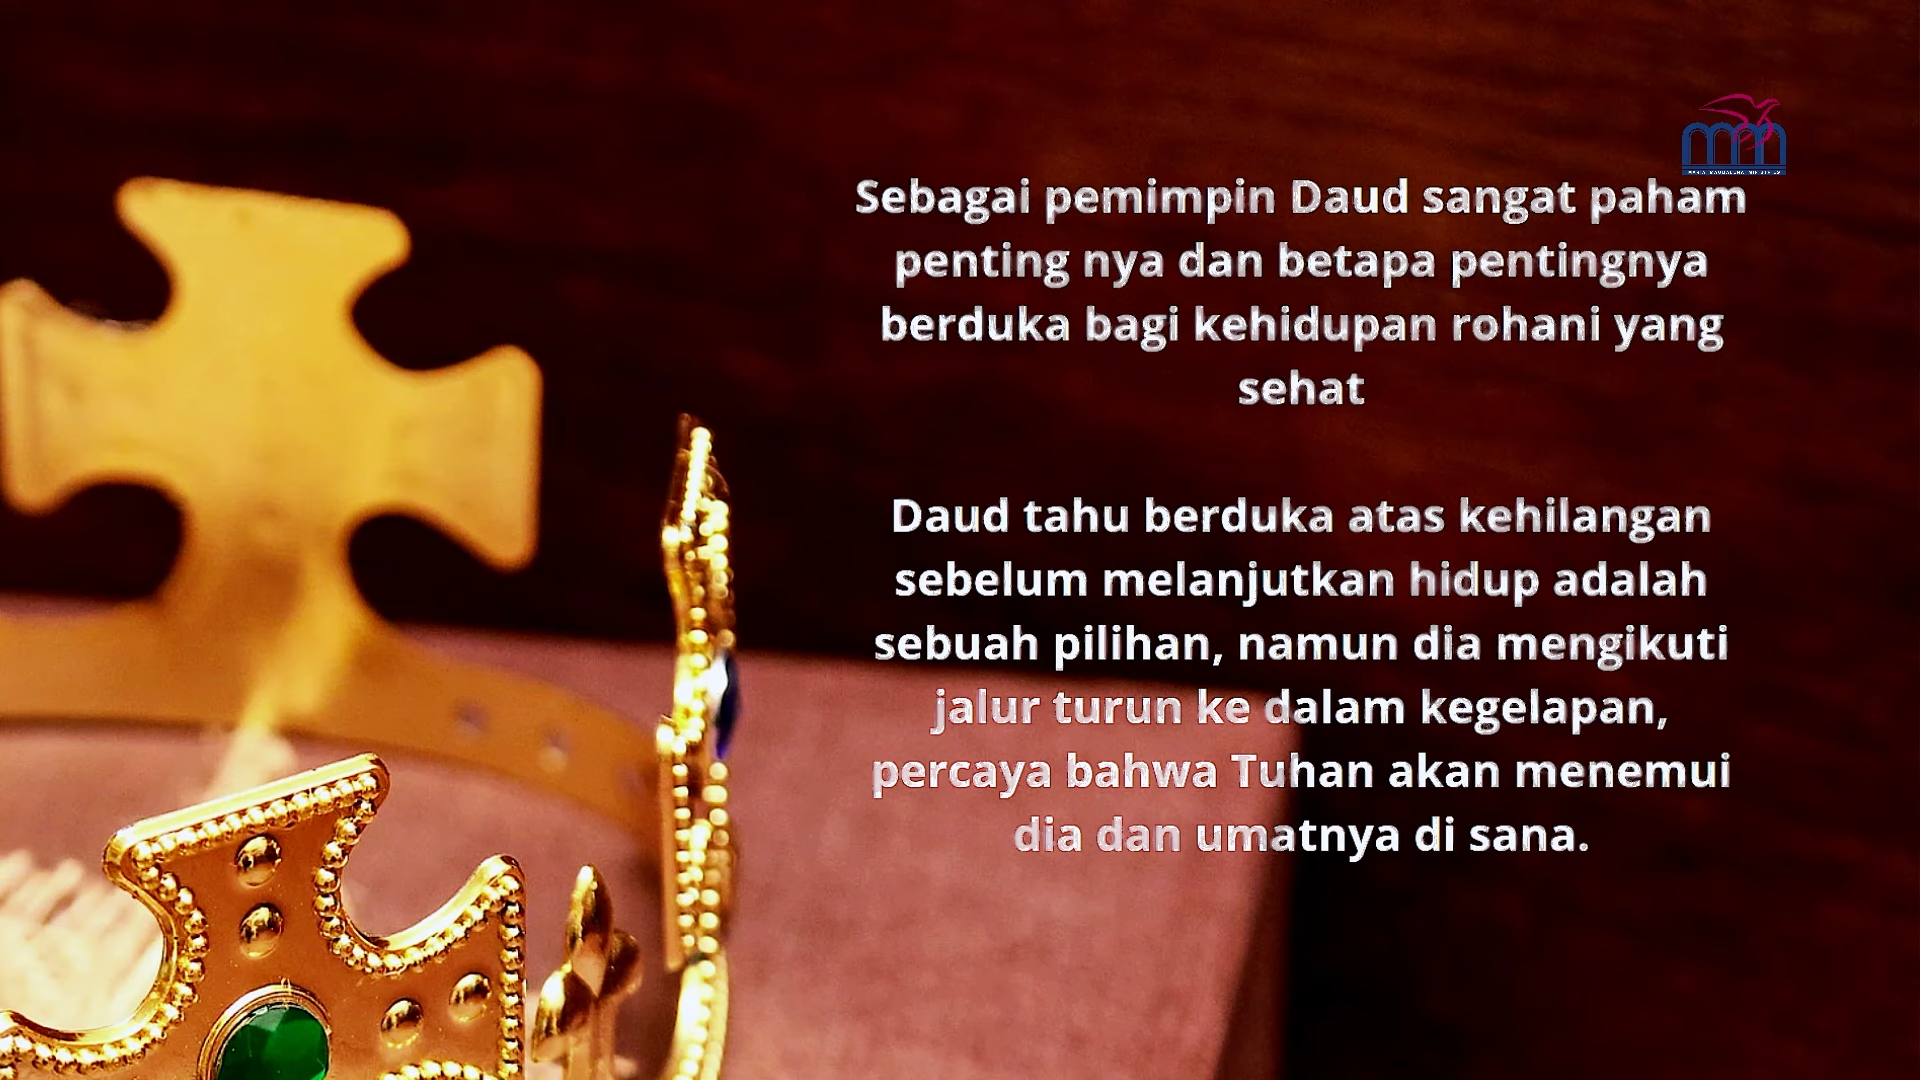 Sebagai pemimpin Daud sangat paham
penting nya dan betapa pentingnya
berduka bagi kehidupan rohani yang
sehat
Daud tahu berduka atas kehilangan
sebelum melanjutkan hidup adalah
sebuah pilihan, namun dia mengikuti
jalur turun ke dalam kegelapan,
percaya bahwa Tuhan akan menemui
dia dan umatnya di sana.